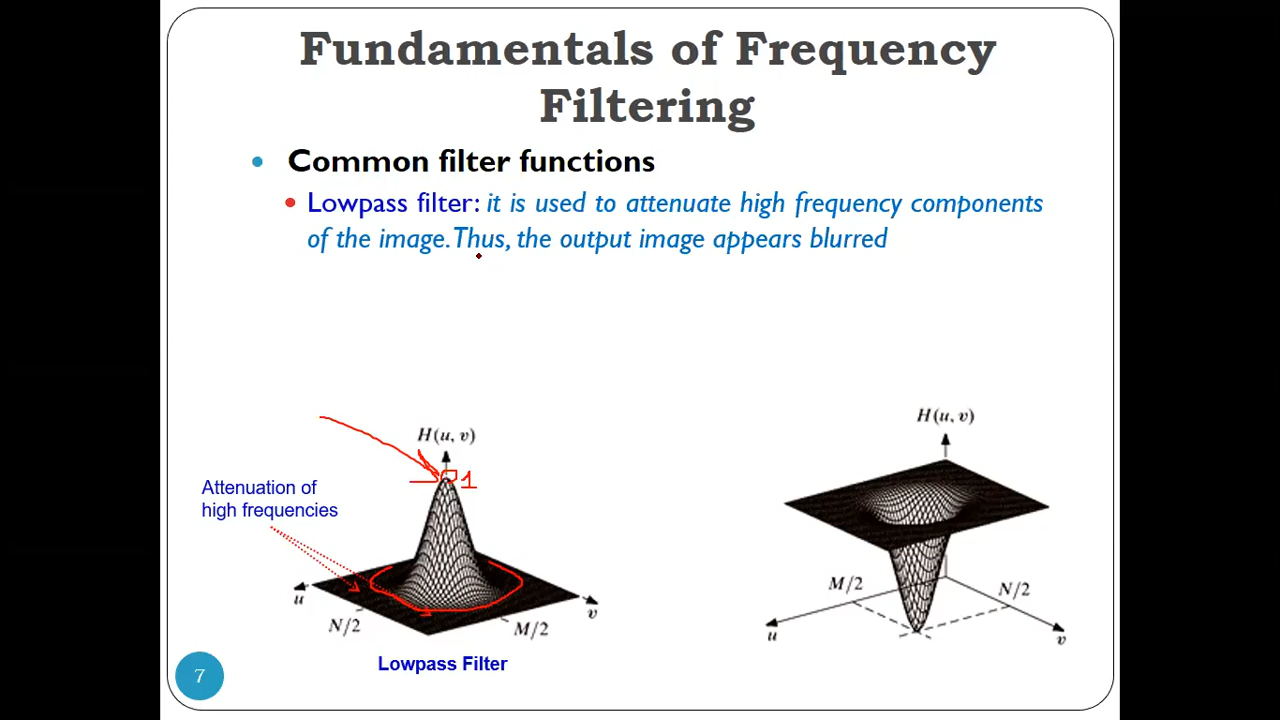 Fundamentals of Frequency
Filtering
Common filter functions
Lowpass filter: it is used to attenuate high frequency components
of the image. Thus, the output image appears blurred
H(u, v)
1
Attenuation of
high frequencies
u
N/2
M/2
v
Lowpass Filter
H(u, v)
M/2
N/2
u
v
7